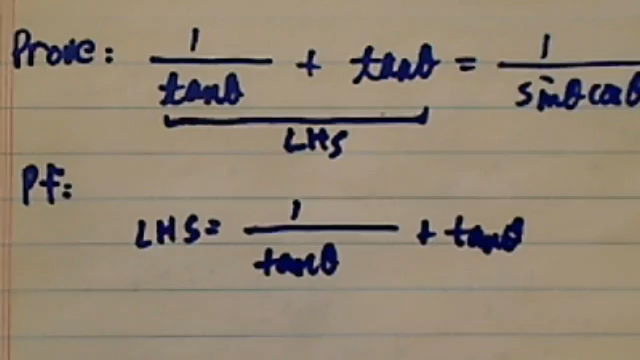 Prove: 1/tanθ + tanθ = 1/sinθcosθ
LHS
Pf:
LHS = 1/tanθ + tanθ